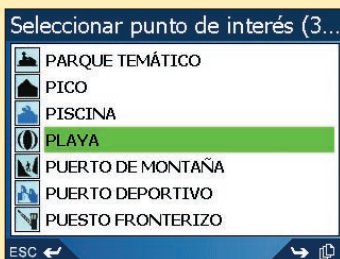 Seleccionar punto de interés (3...
PARQUE TEMÁTICO
PICO
PISCINA
PLAYA
PUERTO DE MONTAÑA
PUERTO DEPORTIVO
PUESTO FRONTERIZO
ESC